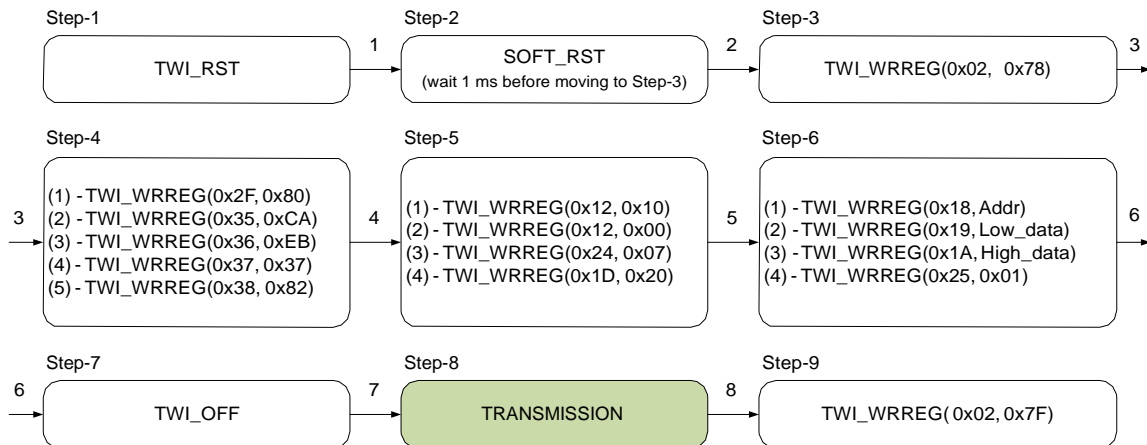 Step-1
TWI_RST
1
Step-2
SOFT_RST
(wait 1 ms before moving to Step-3)
2
Step-3
TWI_WRREG(0x02, 0x78)
3
3
Step-4
(1) - TWI_WRREG(0x2F, 0x80)
(2) - TWI_WRREG(0x35, 0xCA)
(3) - TWI_WRREG(0x36, 0xEB)
(4) - TWI_WRREG(0x37, 0x37)
(5) - TWI_WRREG(0x38, 0x82)
4
Step-5
(1) - TWI_WRREG(0x12, 0x10)
(2) - TWI_WRREG(0x12, 0x00)
(3) - TWI_WRREG(0x24, 0x07)
(4) - TWI_WRREG(0x1D, 0x20)
5
Step-6
(1) - TWI_WRREG(0x18, Addr)
(2) - TWI_WRREG(0x19, Low_data)
(3) - TWI_WRREG(0x1A, High_data)
(4) - TWI_WRREG(0x25, 0x01)
6
6
Step-7
TWI_OFF
7
Step-8
TRANSMISSION
8
Step-9
TWI_WRREG( 0x02, 0x7F)